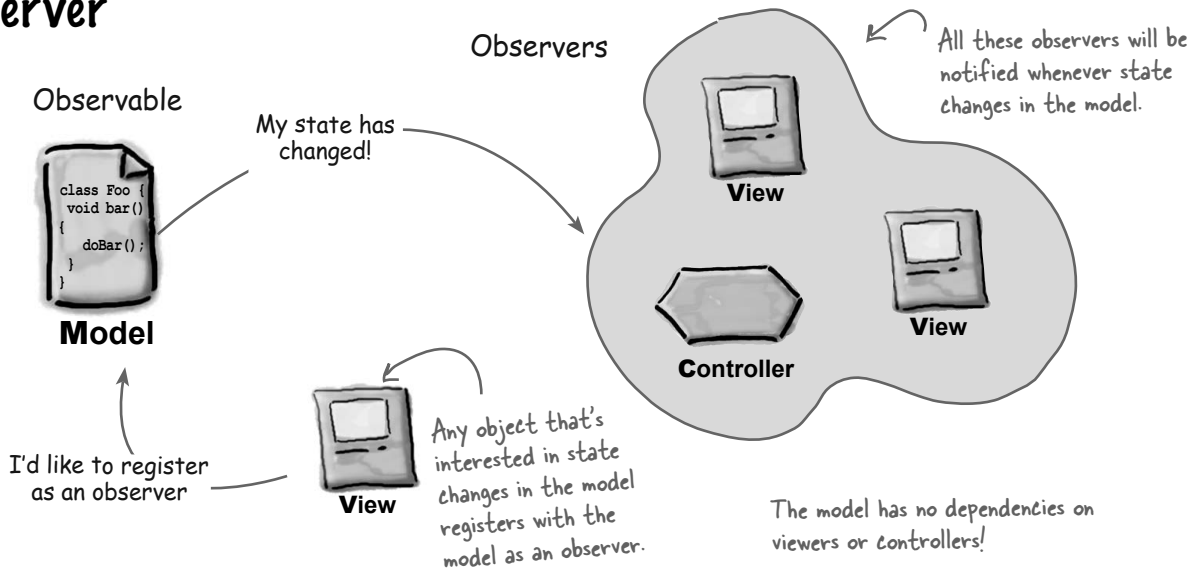 Observers
All these observers will be
notified whenever state
changes in the model.
Observable
My state has
changed!
class Foo {
void bar()
{
doBar();
}
}
Model
View
View
Controller
I'd like to register
as an observer
View
Any object that's
interested in state
changes in the model
registers with the
model as an observer.
The model has no dependencies on
viewers or controllers!